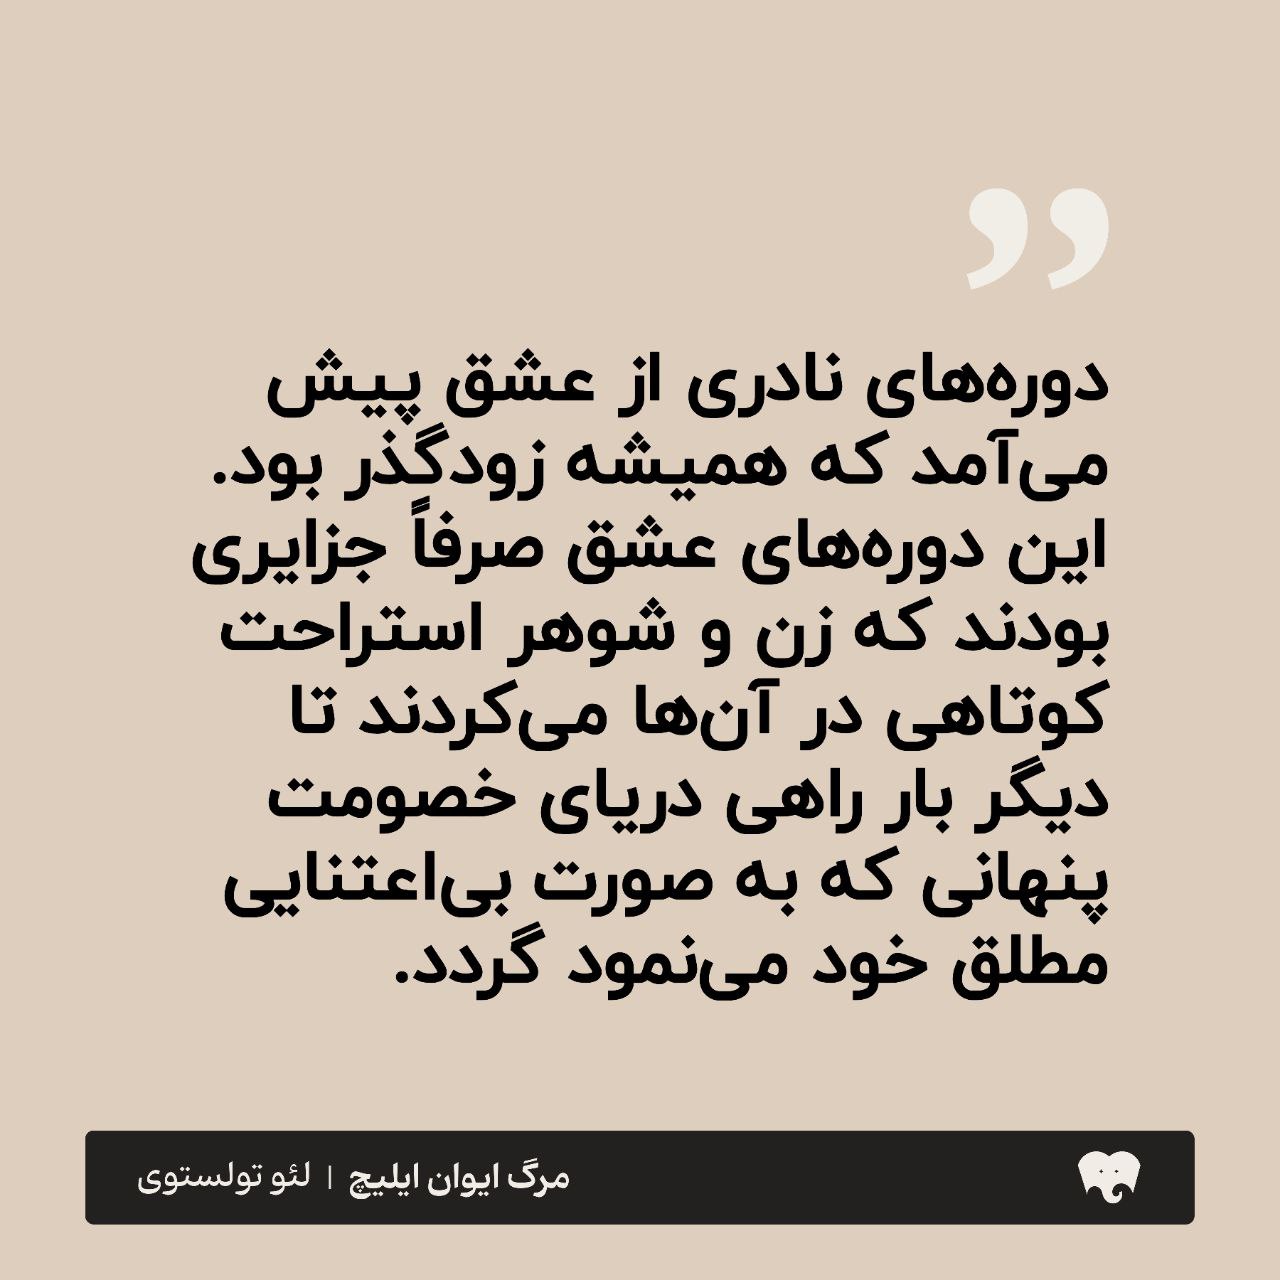 دوره‌های نادری از عشق پیش
می‌آمد که همیشه زودگذر بود.
این دوره‌های عشق صرفاً جزایری
بودند که زن و شوهر استراحت
کوتاهی در آن‌ها می‌کردند تا
دیگر بار راهی دریای خصومت
پنهانی که به صورت بی‌اعتنایی
مطلق خود می‌نمود گردد.
مرگ ایوان ایلیچ | لئو تولستوی